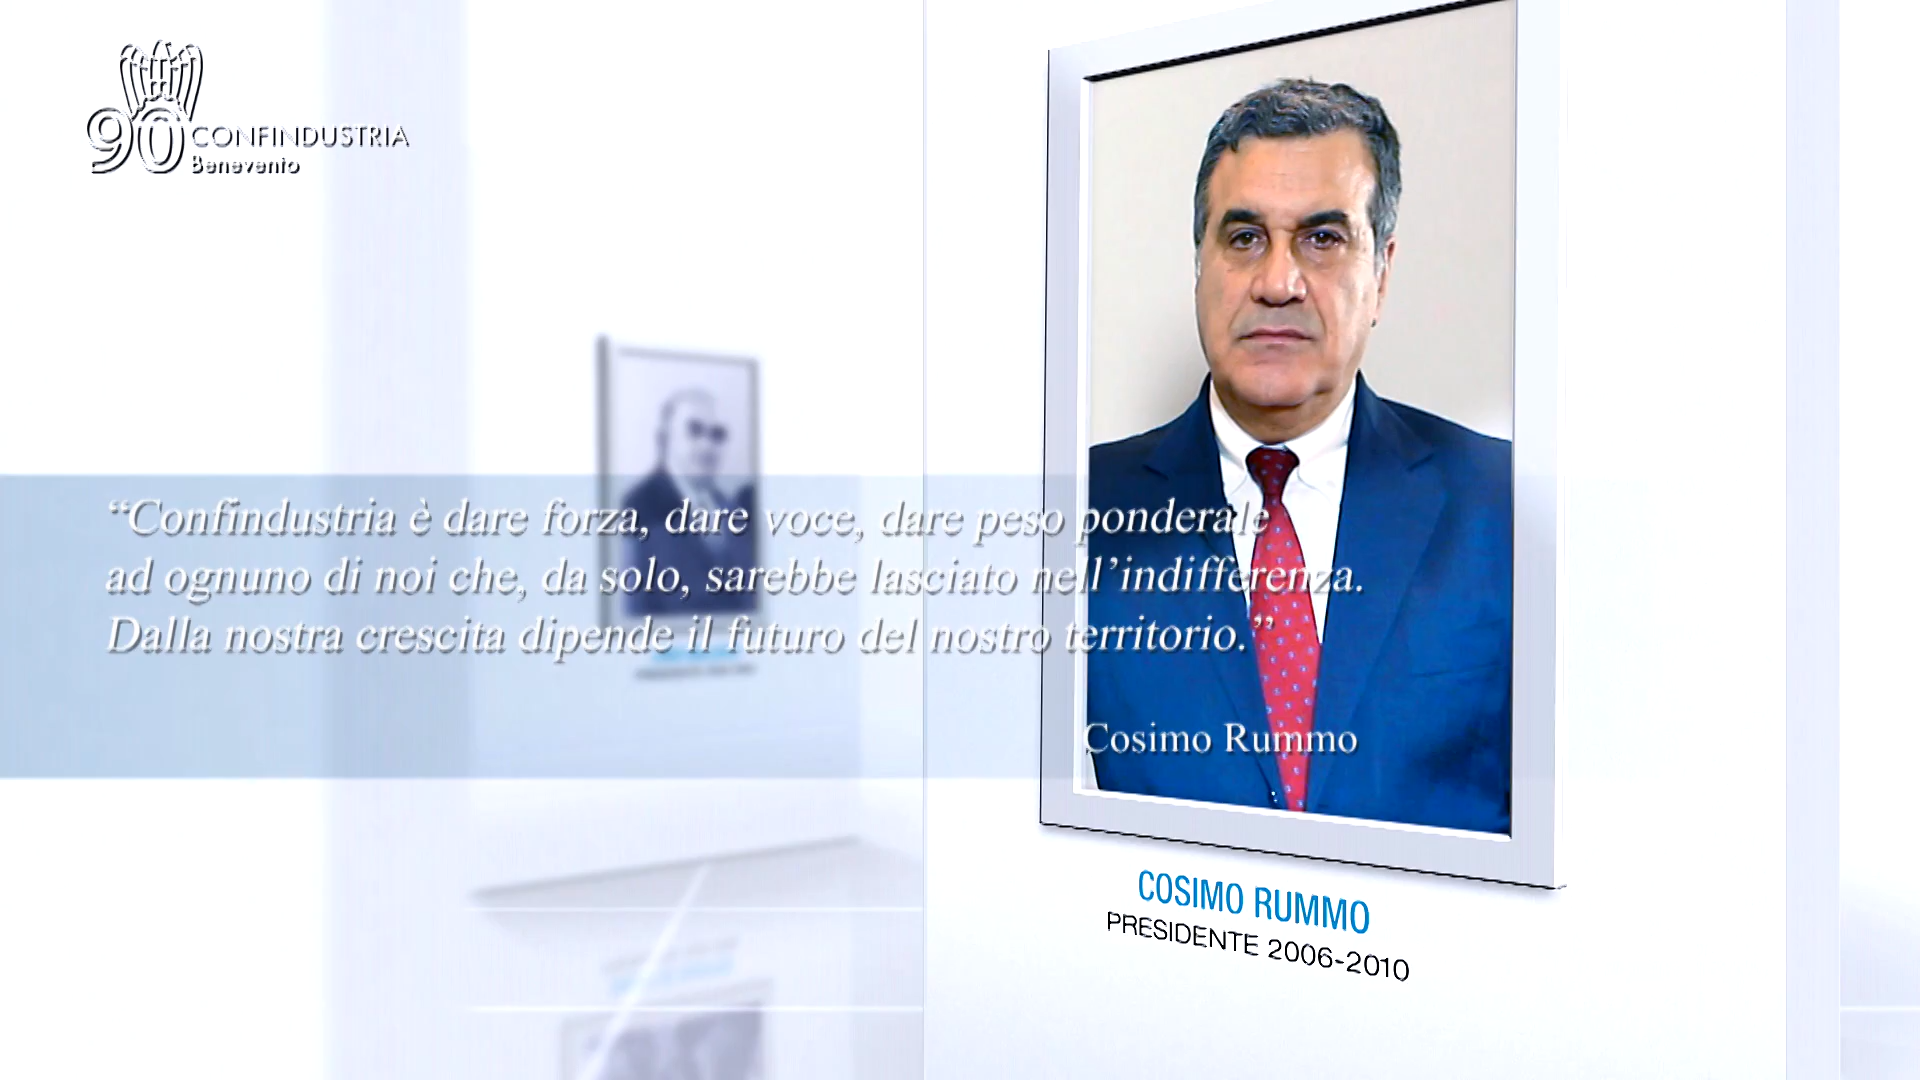 90 CONFINDUSTRIA
Benevento
“Confindustria è dare forza, dare voce, dare peso ponderale
ad ognuno di noi che, da solo, sarebbe lasciato nell’indifferenza.
Dalla nostra crescita dipende il futuro del nostro territorio.”
Cosimo Rummo
COSIMO RUMMO
PRESIDENTE 2006-2010